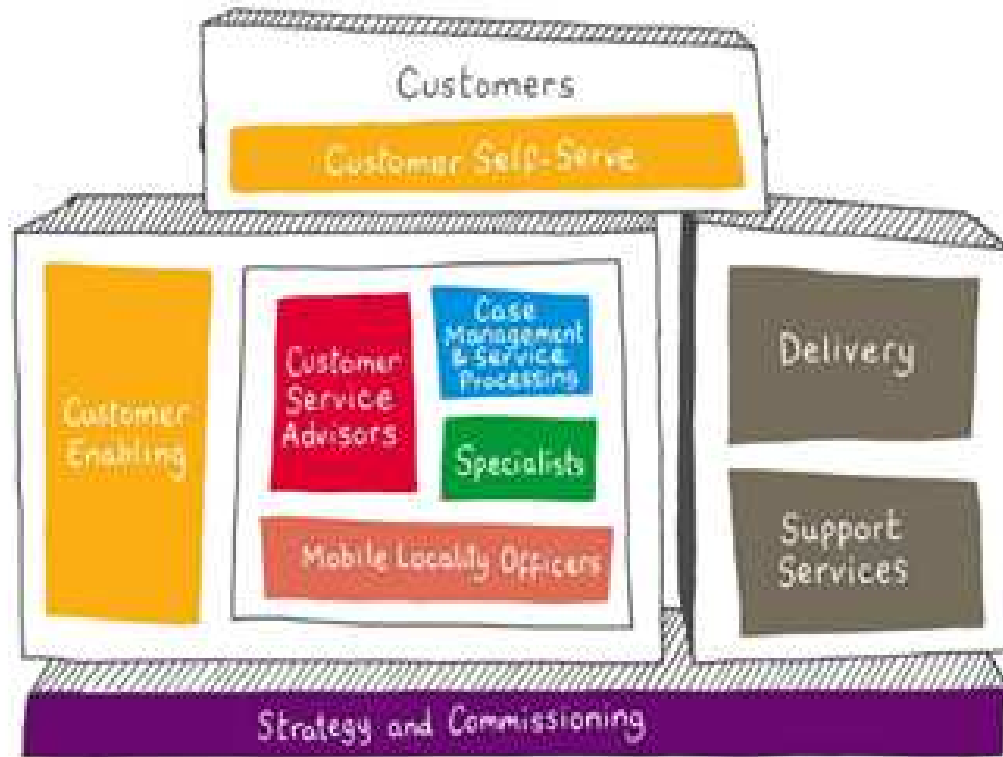 Customers
Customer Self-Serve
Customer
Enabling
Customer
Service
Advisors
Case
Management
& Service
Processing
Specialists
Mobile Locality Officers
Delivery
Support
Services
Strategy and Commissioning